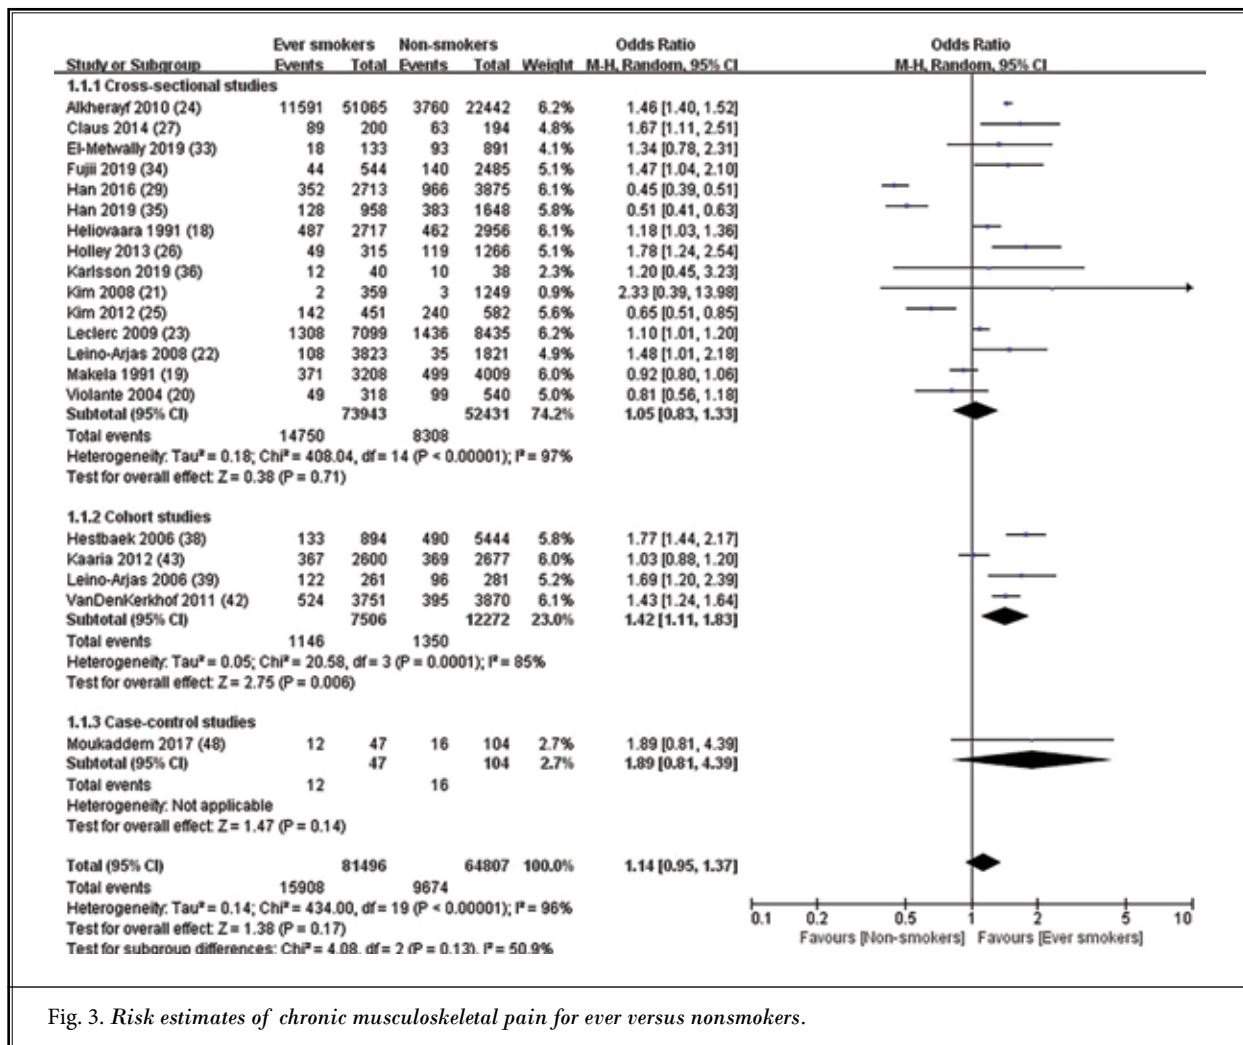 Ever smokers Non-smokers Odds Ratio Odds Ratio
Study or Subgroup Events Total Events Total Weight M-H, Random, 95% CI M-H, Random, 95% CI
1.1.1 Cross-sectional studies
Alkherayf 2010 (24) 11591 51065 3760 22442 6.2% 1.46 [1.40, 1.52]
Claus 2014 (27) 89 200 63 194 4.8% 1.67 [1.11, 2.51]
El-Metwally 2019 (33) 18 133 93 891 4.1% 1.34 [0.78, 2.31]
Fujii 2019 (34) 44 544 140 2485 5.1% 1.47 [1.04, 2.10]
Han 2016 (29) 352 2713 966 3875 6.1% 0.45 [0.39, 0.51]
Han 2019 (35) 128 958 383 1648 5.8% 0.51 [0.41, 0.63]
Heliovaara 1991 (18) 487 2717 462 2956 6.1% 1.18 [1.03, 1.36]
Holley 2013 (26) 49 315 119 1266 5.1% 1.78 [1.24, 2.54]
Karlsson 2019 (36) 12 40 10 38 2.3% 1.20 [0.45, 3.23]
Kim 2008 (21) 2 359 3 1249 0.9% 2.33 [0.39, 13.98]
Kim 2012 (25) 142 451 240 582 5.6% 0.65 [0.51, 0.85]
Leclerc 2009 (23) 1308 7099 1436 8435 6.2% 1.10 [1.01, 1.20]
Leino-Arjas 2008 (22) 108 3823 35 1821 4.9% 1.48 [1.01, 2.18]
Makela 1991 (19) 371 3208 499 4009 6.0% 0.92 [0.80, 1.06]
Violante 2004 (20) 49 318 99 540 5.0% 0.81 [0.56, 1.18]
Subtotal (95% CI) 73943 52431 74.2% 1.05 [0.83, 1.33]
Total events 14750 8308
Heterogeneity: Tau² = 0.18; Chi² = 408.04, df = 14 (P < 0.00001); I² = 97%
Test for overall effect: Z = 0.38 (P = 0.71)
1.1.2 Cohort studies
Hestbaek 2006 (38) 133 894 490 5444 5.8% 1.77 [1.44, 2.17]
Kaaria 2012 (43) 367 2600 369 2677 6.0% 1.03 [0.88, 1.20]
Leino-Arjas 2006 (39) 122 261 96 281 5.2% 1.69 [1.20, 2.39]
VanDenKerkhof 2011 (42) 524 3751 395 3870 6.1% 1.43 [1.24, 1.64]
Subtotal (95% CI) 7506 12272 23.0% 1.42 [1.11, 1.83]
Total events 1146 1350
Heterogeneity: Tau² = 0.05; Chi² = 20.58, df = 3 (P = 0.0001); I² = 85%
Test for overall effect: Z = 2.75 (P = 0.006)
1.1.3 Case-control studies
Moukaddem 2017 (48) 12 47 16 104 2.7% 1.89 [0.81, 4.39]
Subtotal (95% CI) 47 104 2.7% 1.89 [0.81, 4.39]
Total events 12 16
Heterogeneity: Not applicable
Test for overall effect: Z = 1.47 (P = 0.14)
Total (95% CI) 81496 64807 100.0% 1.14 [0.95, 1.37]
Total events 15908 9674
Heterogeneity: Tau² = 0.14; Chi² = 434.00, df = 19 (P < 0.00001); I² = 96%
Test for overall effect: Z = 1.38 (P = 0.17)
Test for subgroup differences: Chi² = 4.08, df = 2 (P = 0.13), I² = 50.9%
0.1 0.2 0.5 1 2 5 10
Favours [Non-smokers] Favours [Ever smokers]
Fig. 3. Risk estimates of chronic musculoskeletal pain for ever versus nonsmokers.